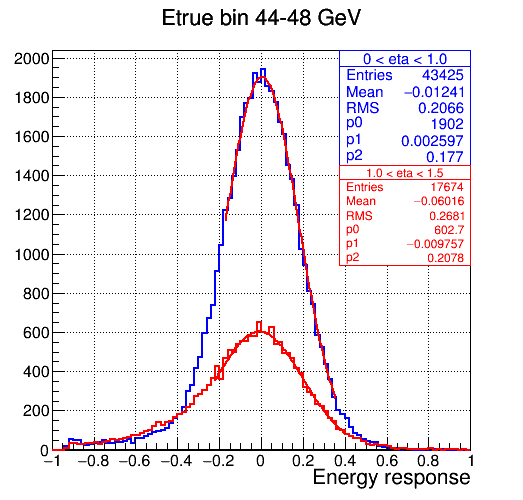 Etrue bin 44-48 GeV
0 < eta < 1.0
Entries 43425
Mean −0.01241
RMS 0.2066
p0 1902
p1 0.002597
p2 0.177
1.0 < eta < 1.5
Entries 17674
Mean −0.06016
RMS 0.2681
p0 602.7
p1 −0.009757
p2 0.2078
2000
1800
1600
1400
1200
1000
800
600
400
200
0
−1 −0.8 −0.6 −0.4 −0.2 0 0.2 0.4 0.6 0.8 1
Energy response